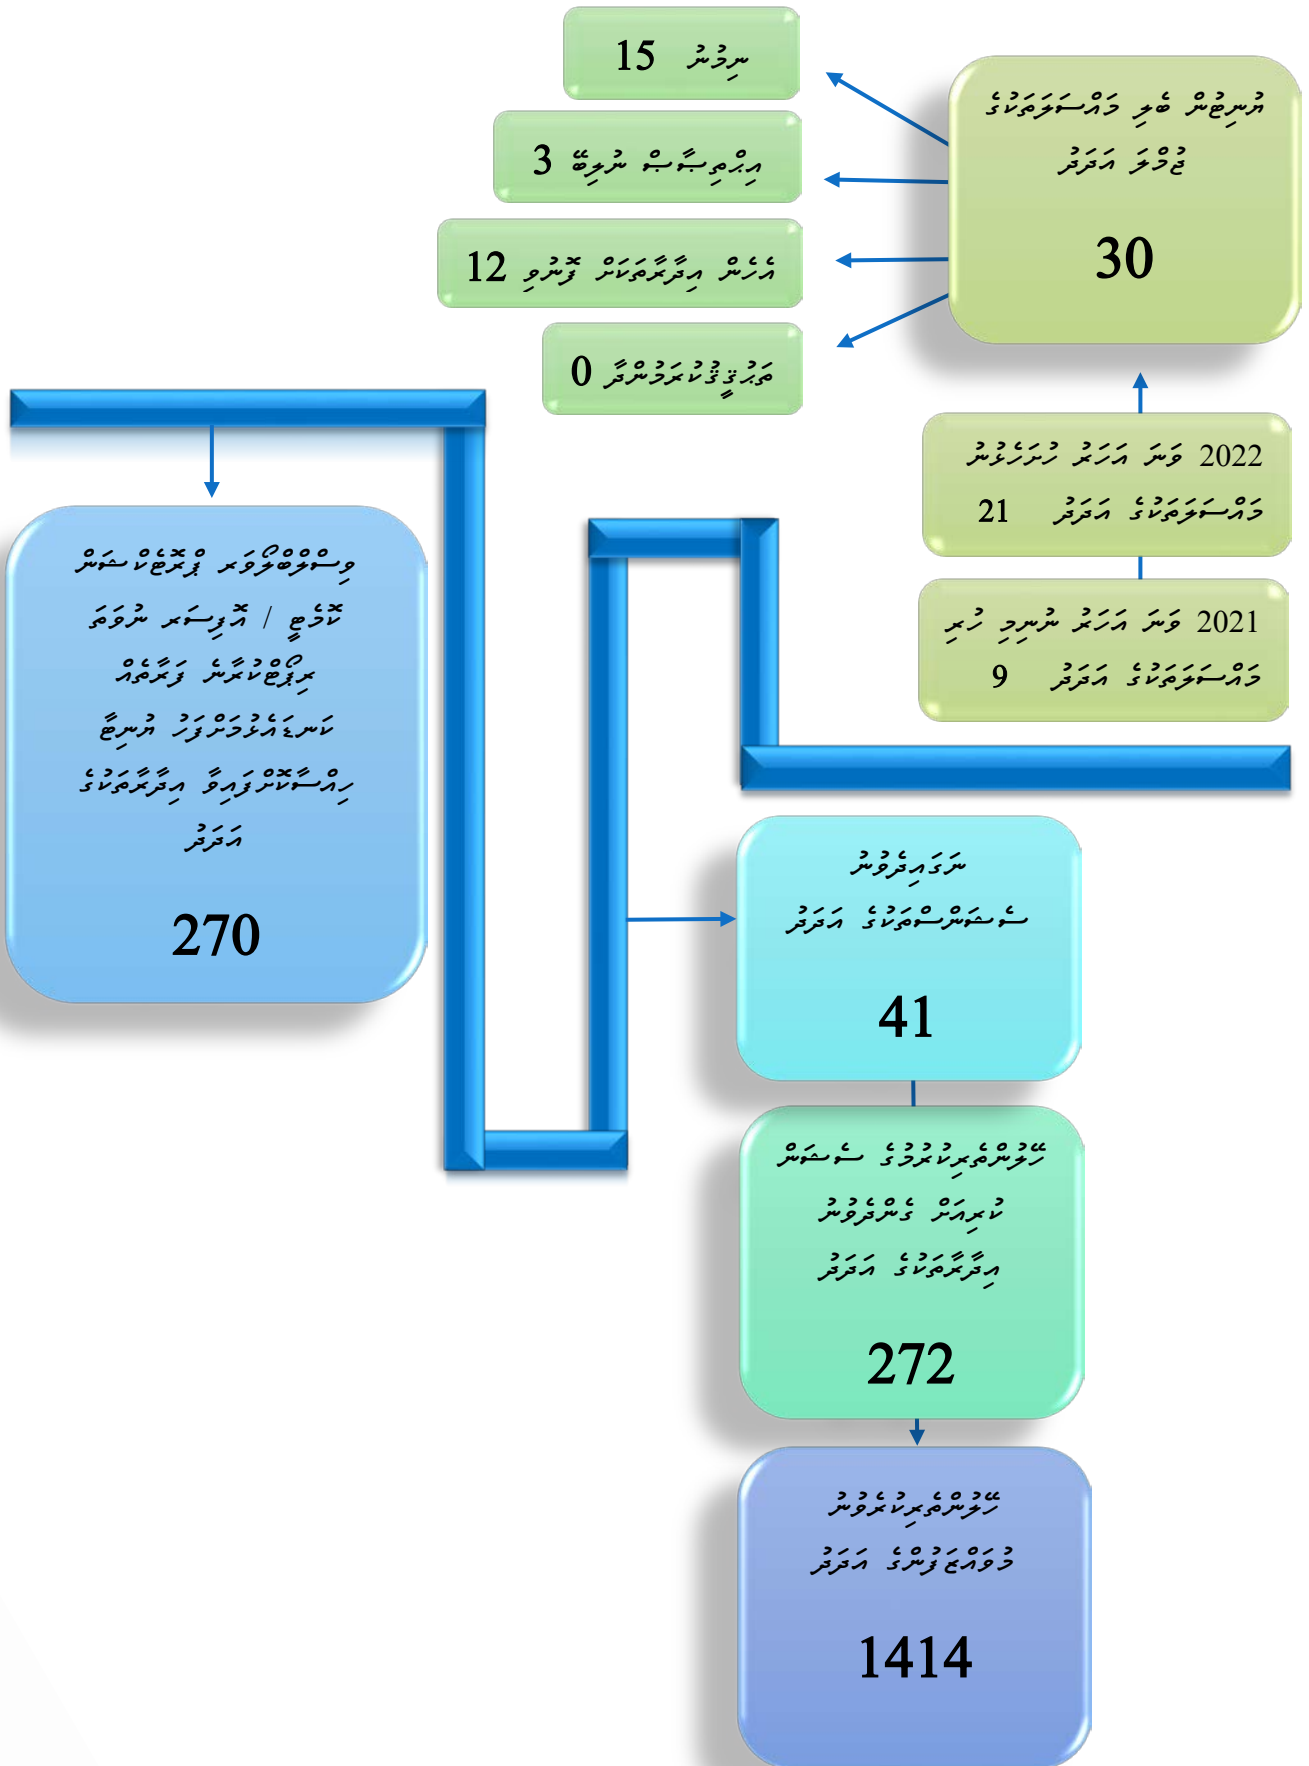 ޔުނިޓުން ބެލި މައްސަލަތަކުގެ
ޖުމްލަ އަދަދު
30
ނިމުނު 15
އިޚްތިޞާޞް ނުލިބޭ 3
އެހެން އިދާރާތަކަށް ފޮނުވި 12
ތަޙުޤީޤުކުރަމުންދާ 0
2022 ވަނަ އަހަރު ހުށަހެޅުނު
މައްސަލަތަކުގެ އަދަދު 21
2021 ވަނަ އަހަރު ނުނިމި ހުރި
މައްސަލަތަކުގެ އަދަދު 9
ވިސްލްބްލޯވަރ ޕްރޮޓެކްޝަން
ކޮމެޓީ / އޮފިސަރ ނުވަތަ
ރިޕޯޓްކުރާނެ ފަރާތެއް
ކަނޑައެޅުމަށްފަހު ޔުނިޓާ
ހިއްސާކޮށްފައިވާ އިދާރާތަކުގެ
އަދަދު
270
ނަގައިދެވުނު
ސެޝަންސްތަކުގެ އަދަދު
41
ހޭލުންތެރިކުރުމުގެ ސެޝަން
ކުރިއަށް ގެންދެވުނު
އިދާރާތަކުގެ އަދަދު
272
ހޭލުންތެރިކުރެވުނު
މުވައްޒަފުންގެ އަދަދު
1414